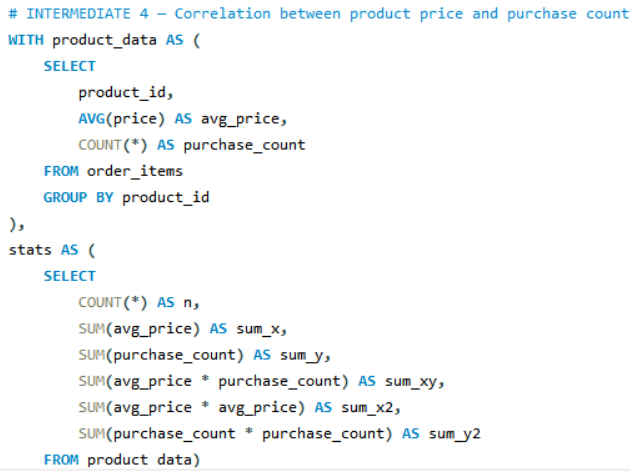 # INTERMEDIATE 4 – Correlation between product price and purchase count
WITH product_data AS (
SELECT
product_id,
AVG(price) AS avg_price,
COUNT(*) AS purchase_count
FROM order_items
GROUP BY product_id
),
stats AS (
SELECT
COUNT(*) AS n,
SUM(avg_price) AS sum_x,
SUM(purchase_count) AS sum_y,
SUM(avg_price * purchase_count) AS sum_xy,
SUM(avg_price * avg_price) AS sum_x2,
SUM(purchase_count * purchase_count) AS sum_y2
FROM product_data)